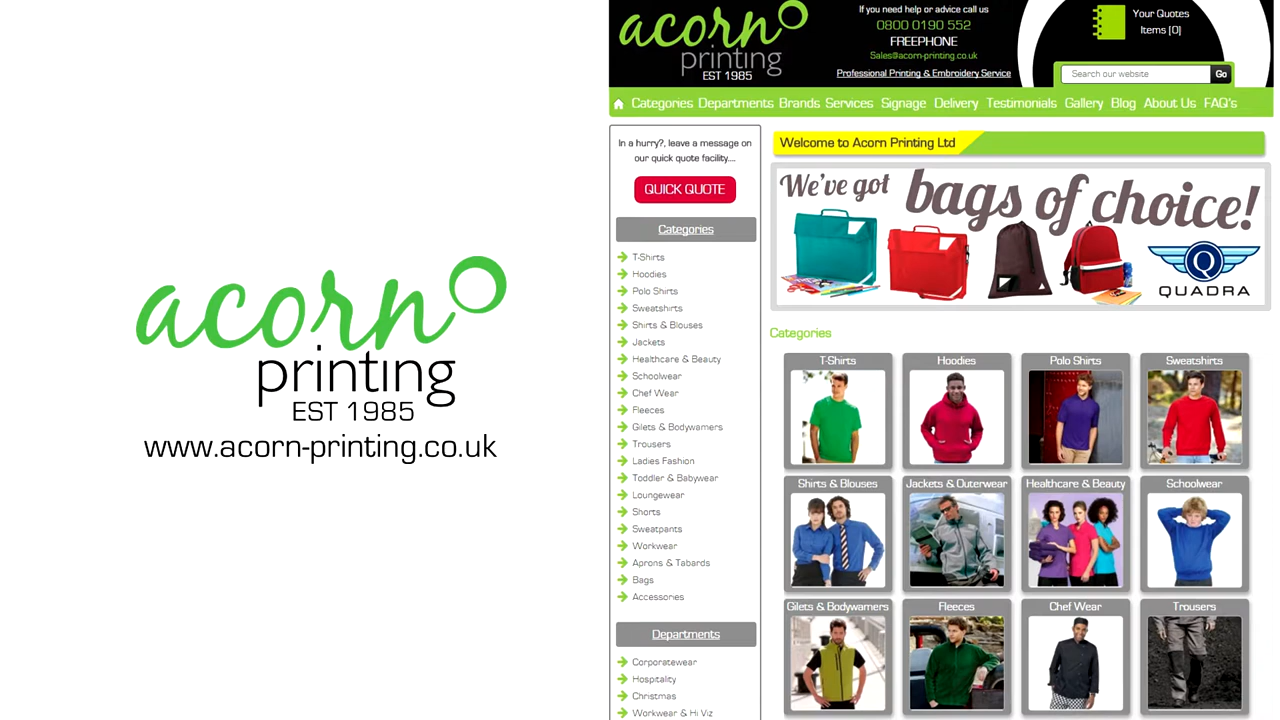 acorn
printing
EST 1985
www.acorn-printing.co.uk
acorn
printing
EST 1985
If you need help or advice call us
0800 0190 552
FREEPHONE
Sales@acorn-printing.co.uk
Professional Printing & Embroidery Service
Your Quotes
Items [0]
Search our website
Go
Categories Departments Brands Services Signage Delivery Testimonials Gallery Blog About Us FAQ's
In a hurry?, leave a message on
our quick quote facility....
QUICK QUOTE
Categories
T-Shirts
Hoodies
Polo Shirts
Sweatshirts
Shirts & Blouses
Jackets
Healthcare & Beauty
Schoolwear
Chef Wear
Fleeces
Gilets & Bodywamers
Trousers
Ladies Fashion
Toddler & Babywear
Loungewear
Shorts
Sweatpants
Workwear
Aprons & Tabards
Bags
Accessories
Departments
Corporatewear
Hospitality
Christmas
Workwear & Hi Viz
Welcome to Acorn Printing Ltd
We've got bags of choice!
Q
QUADRA
Categories
T-Shirts
Hoodies
Polo Shirts
Sweatshirts
Shirts & Blouses
Jackets & Outerwear
Healthcare & Beauty
Schoolwear
Gilets & Bodywamers
Fleeces
Chef Wear
Trousers